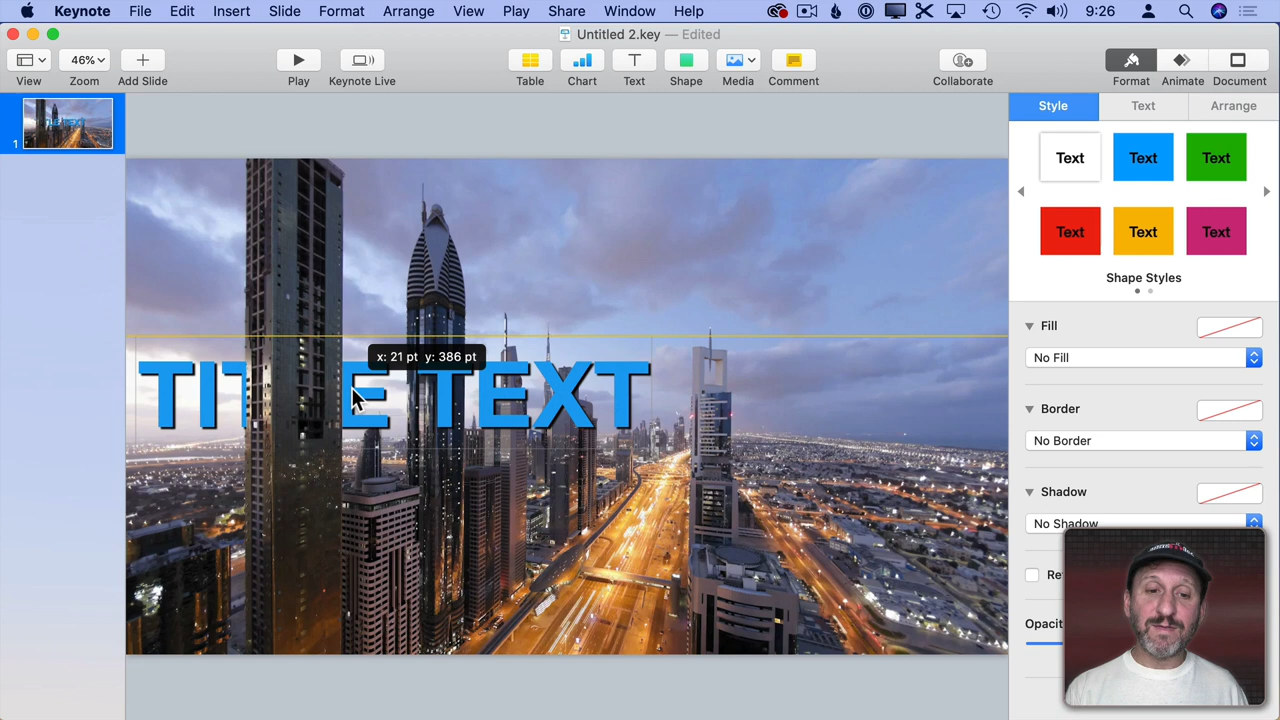 Keynote File Edit Insert Slide Format Arrange View Play Share Window Help 9:26
Untitled 2.key — Edited
46%
View Zoom Add Slide Play Keynote Live Table Chart Text Shape Media Comment Collaborate Format Animate Document
Style Text Arrange
1
Text Text Text
Text Text Text
Shape Styles
Fill
No Fill
x: 21 pt y: 386 pt
TIT E TEXT
Border
No Border
Shadow
No Shadow
Opacit